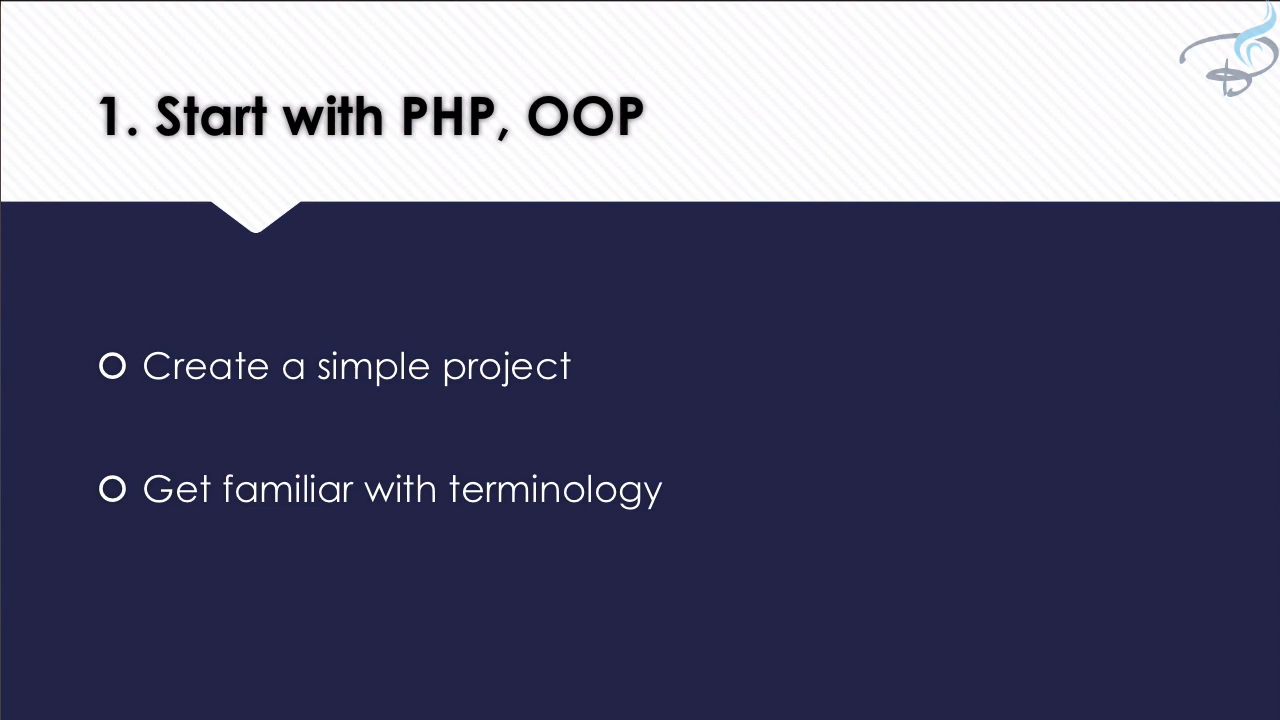 1. Start with PHP, OOP
Create a simple project
Get familiar with terminology